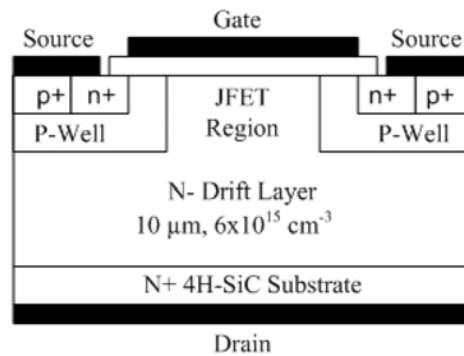 Gate
Source Source
p+ n+ JFET n+ p+
P-Well Region P-Well
N- Drift Layer
10 μm, 6x10¹⁵ cm⁻³
N+ 4H-SiC Substrate
Drain